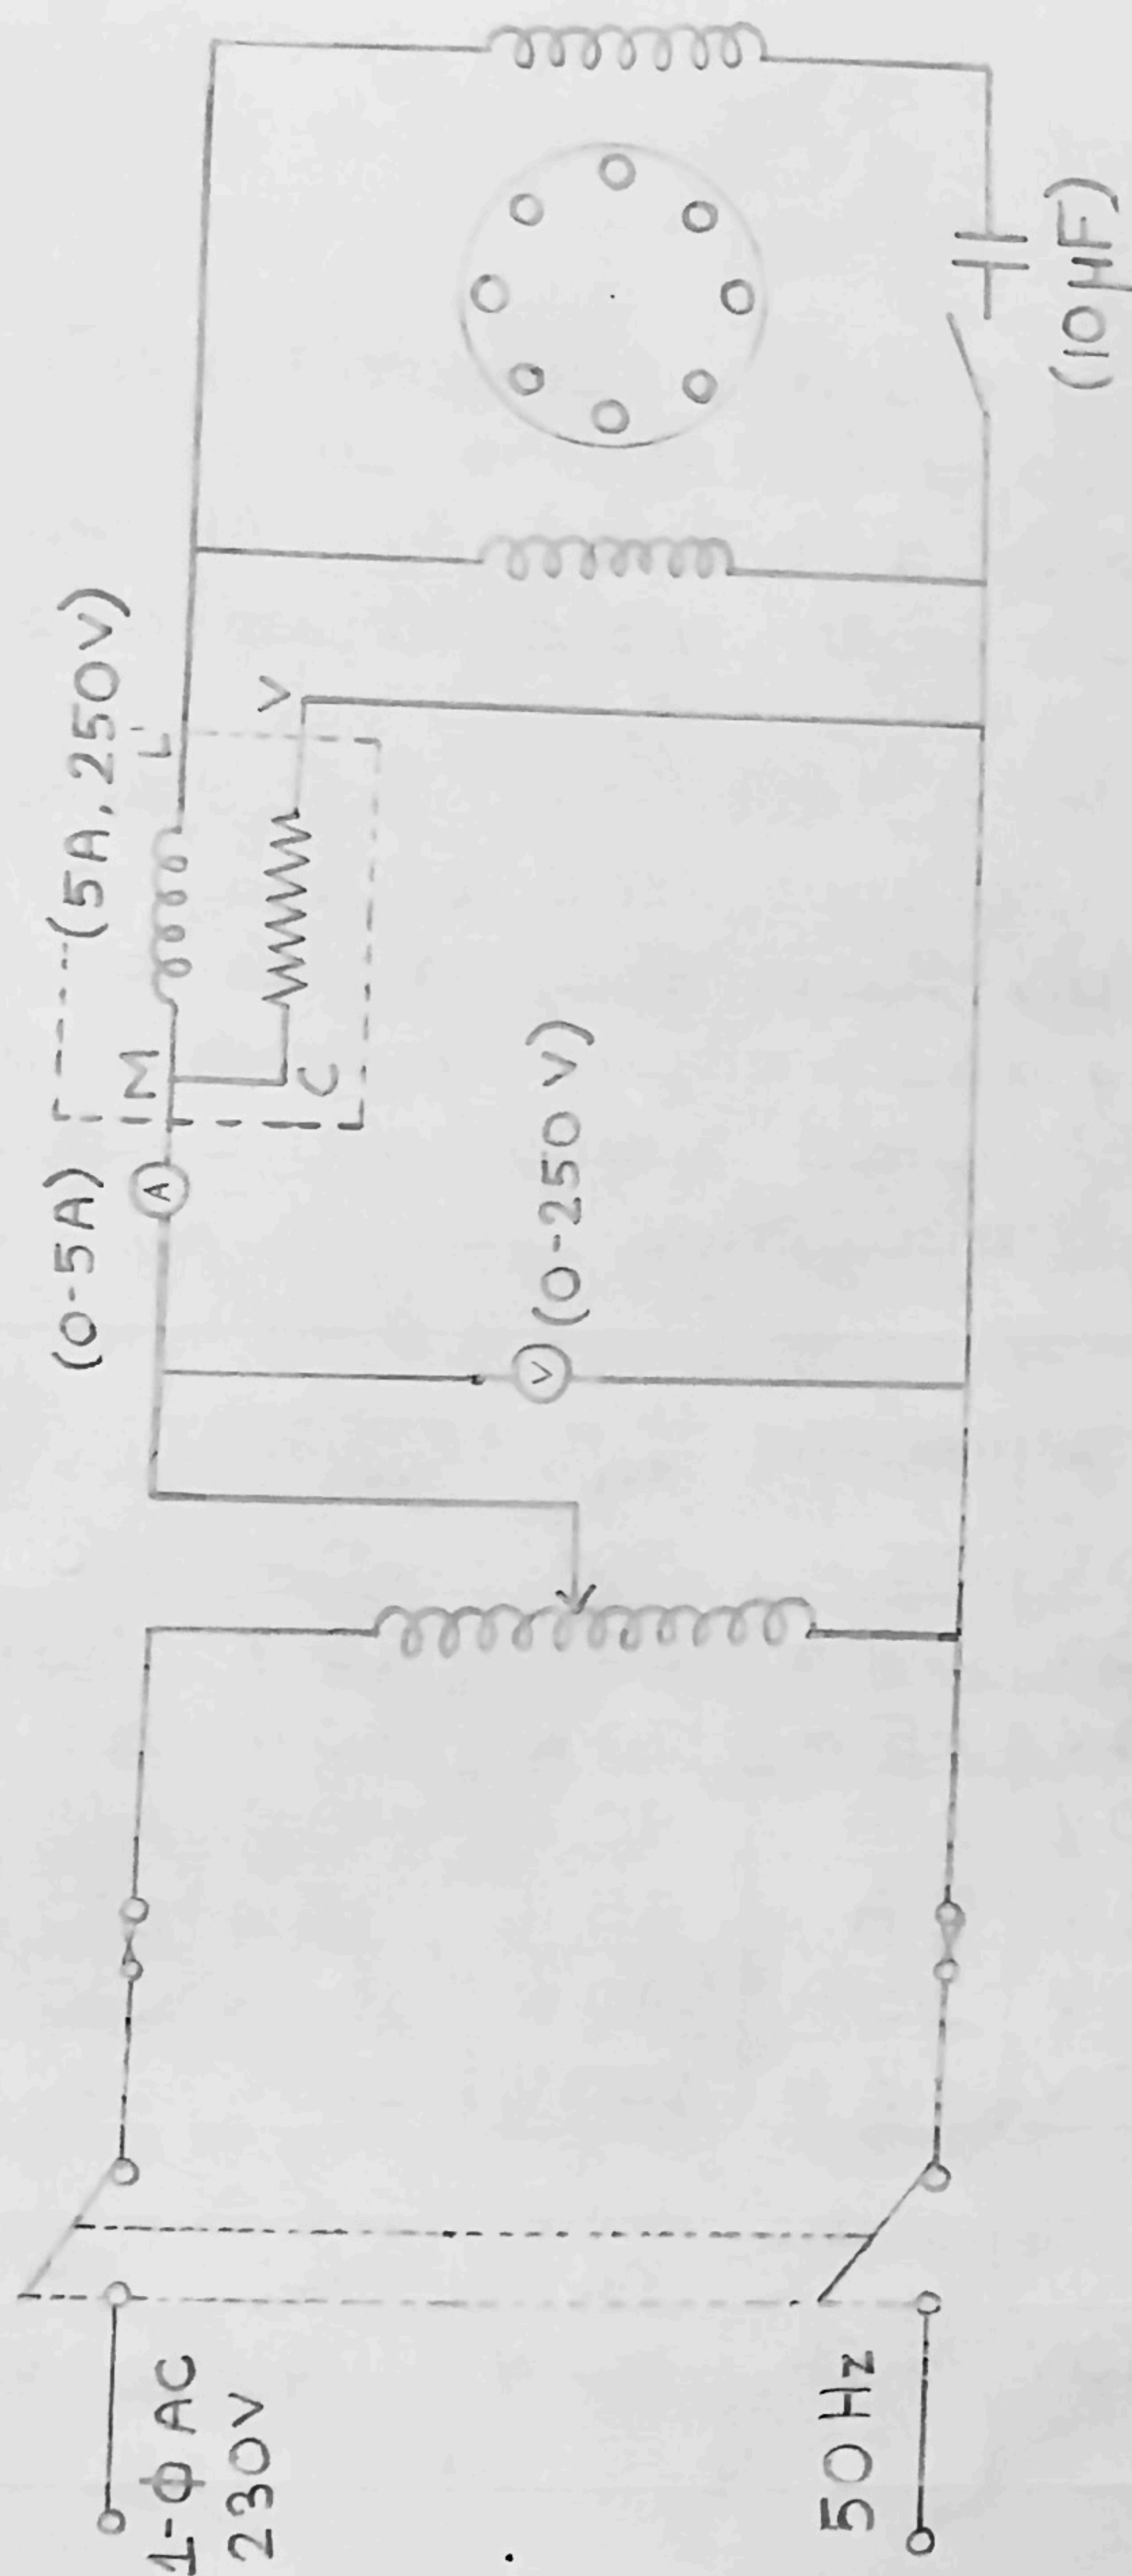 1-Φ AC
230V
50 Hz
(0-5A)
A
V
(0-250 V)
M
L
C
V
(5A, 250V)
(10μF)